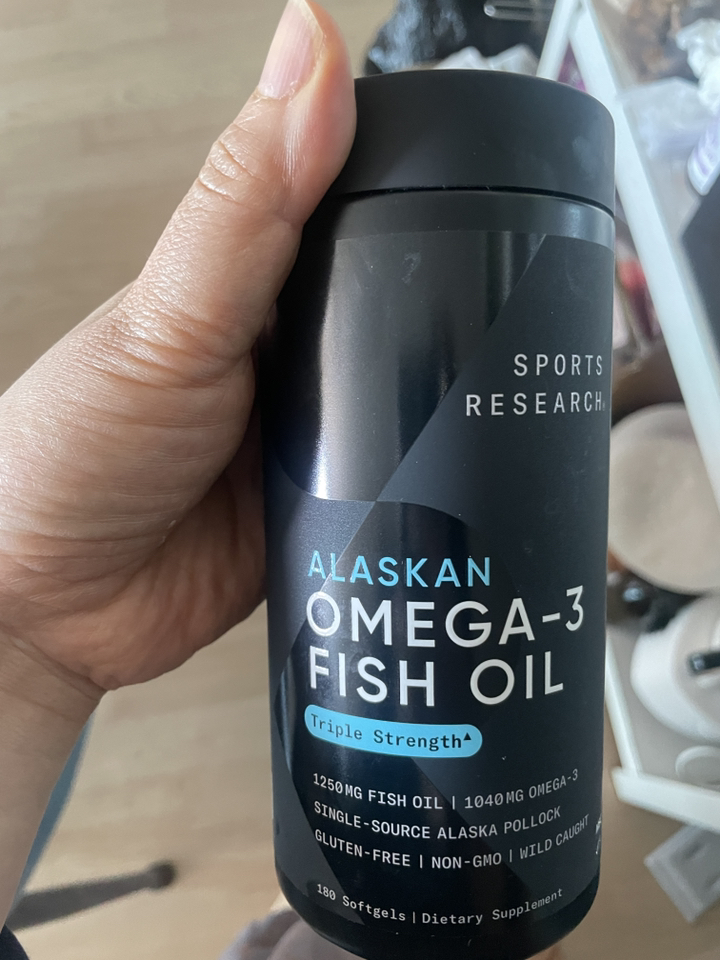 SPORTS
RESEARCH
ALASKAN
OMEGA-3
FISH OIL
Triple Strength▲
1250MG FISH OIL | 1040MG OMEGA-3
SINGLE-SOURCE ALASKA POLLOCK
GLUTEN-FREE | NON-GMO | WILD CAUGHT
180 Softgels | Dietary Supplement